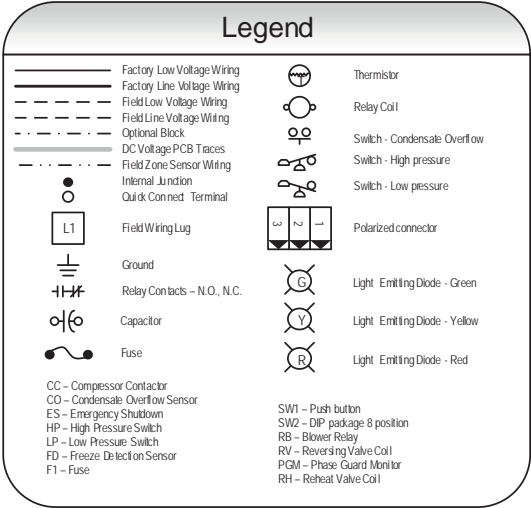 Legend
Factory Low Voltage Wiring
Factory Line Voltage Wiring
Field Low Voltage Wiring
Field Line Voltage Wiring
Optional Block
DC Voltage PCB Traces
Field Zone Sensor Wiring
Internal Junction
Quick Connect Terminal
L1
Field Wiring Lug
Ground
Relay Contacts – N.O., N.C.
Capacitor
Fuse
Thermistor
Relay Coil
Switch - Condensate Overflow
Switch - High pressure
Switch - Low pressure
3 2 1
Polarized connector
G
Light Emitting Diode - Green
Y
Light Emitting Diode - Yellow
R
Light Emitting Diode - Red
CC – Compressor Contactor
CO – Condensate Overflow Sensor
ES – Emergency Shutdown
HP – High Pressure Switch
LP – Low Pressure Switch
FD – Freeze Detection Sensor
F1 – Fuse
SW1 – Push button
SW2 – DIP package 8 position
RB – Blower Relay
RV – Reversing Valve Coil
PGM – Phase Guard Monitor
RH – Reheat Valve Coil